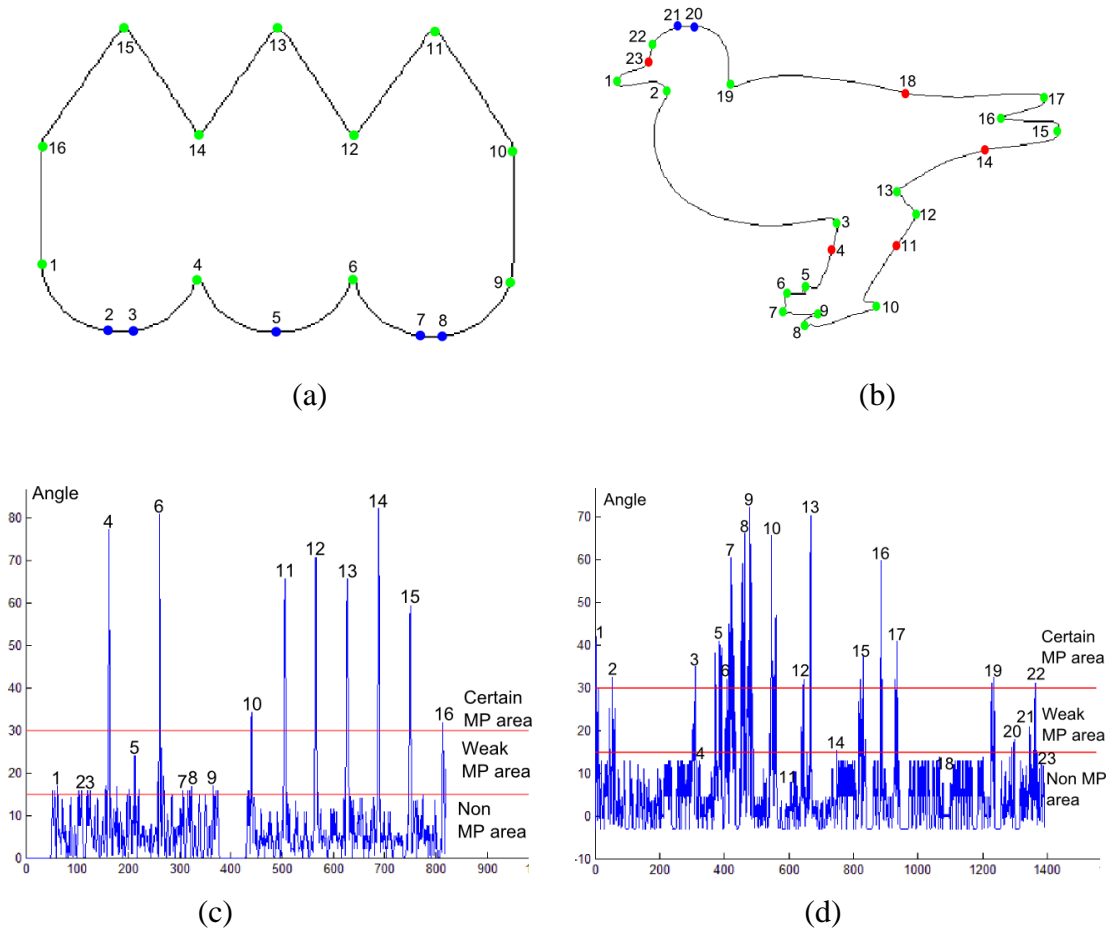 15 13 11
16 14 12 10
1 4 6 9
2 3 5 7 8
(a)
21 20
22
23
1 2 19 18 17
16 15
14
13 12
3
4 11
5
6
7 9 10
8
(b)
Angle
80
70
60
50
40
30
20
10
0
0 100 200 300 400 500 600 700 800 900
1 2 3 4 5 6 7 8 9 10 11 12 13 14 15 16
Certain
MP area
Weak
MP area
Non
MP area
(c)
Angle
70
60
50
40
30
20
10
0
-10
0 200 400 600 800 1000 1200 1400
1 2 3 4 5 6 7 8 9 10 11 12 13 14 15 16 17 18 19 20 21 22 23
Certain
MP area
Weak
MP area
Non MP
area
(d)